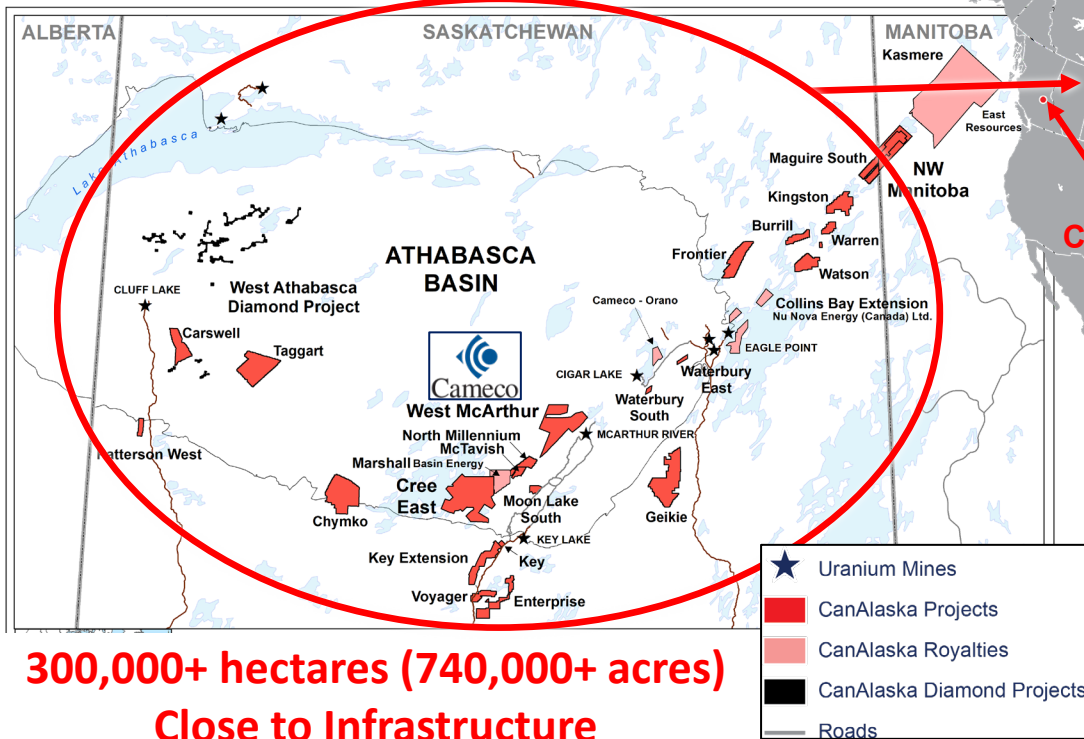 ALBERTA
SASKATCHEWAN
MANITOBA
Kasmere
East
Resources
Lake Athabasca
Maguire South
NW
Manitoba
Kingston
Burrill
Warren
Frontier
Watson
ATHABASCA
BASIN
West Athabasca
Diamond Project
CLUFF LAKE
Carswell
Taggart
Cameco - Orano
Collins Bay Extension
Nu Nova Energy (Canada) Ltd.
EAGLE POINT
Cameco
CIGAR LAKE
Waterbury
East
Waterbury
South
West McArthur
MCARTHUR RIVER
North Millennium
McTavish
Marshall
Basin Energy
Patterson West
Cree
East
Moon Lake
South
Chymko
Geikie
KEY LAKE
Key Extension
Key
Voyager
Enterprise
C
Uranium Mines
CanAlaska Projects
CanAlaska Royalties
CanAlaska Diamond Projects
Roads
300,000+ hectares (740,000+ acres)
Close to Infrastructure